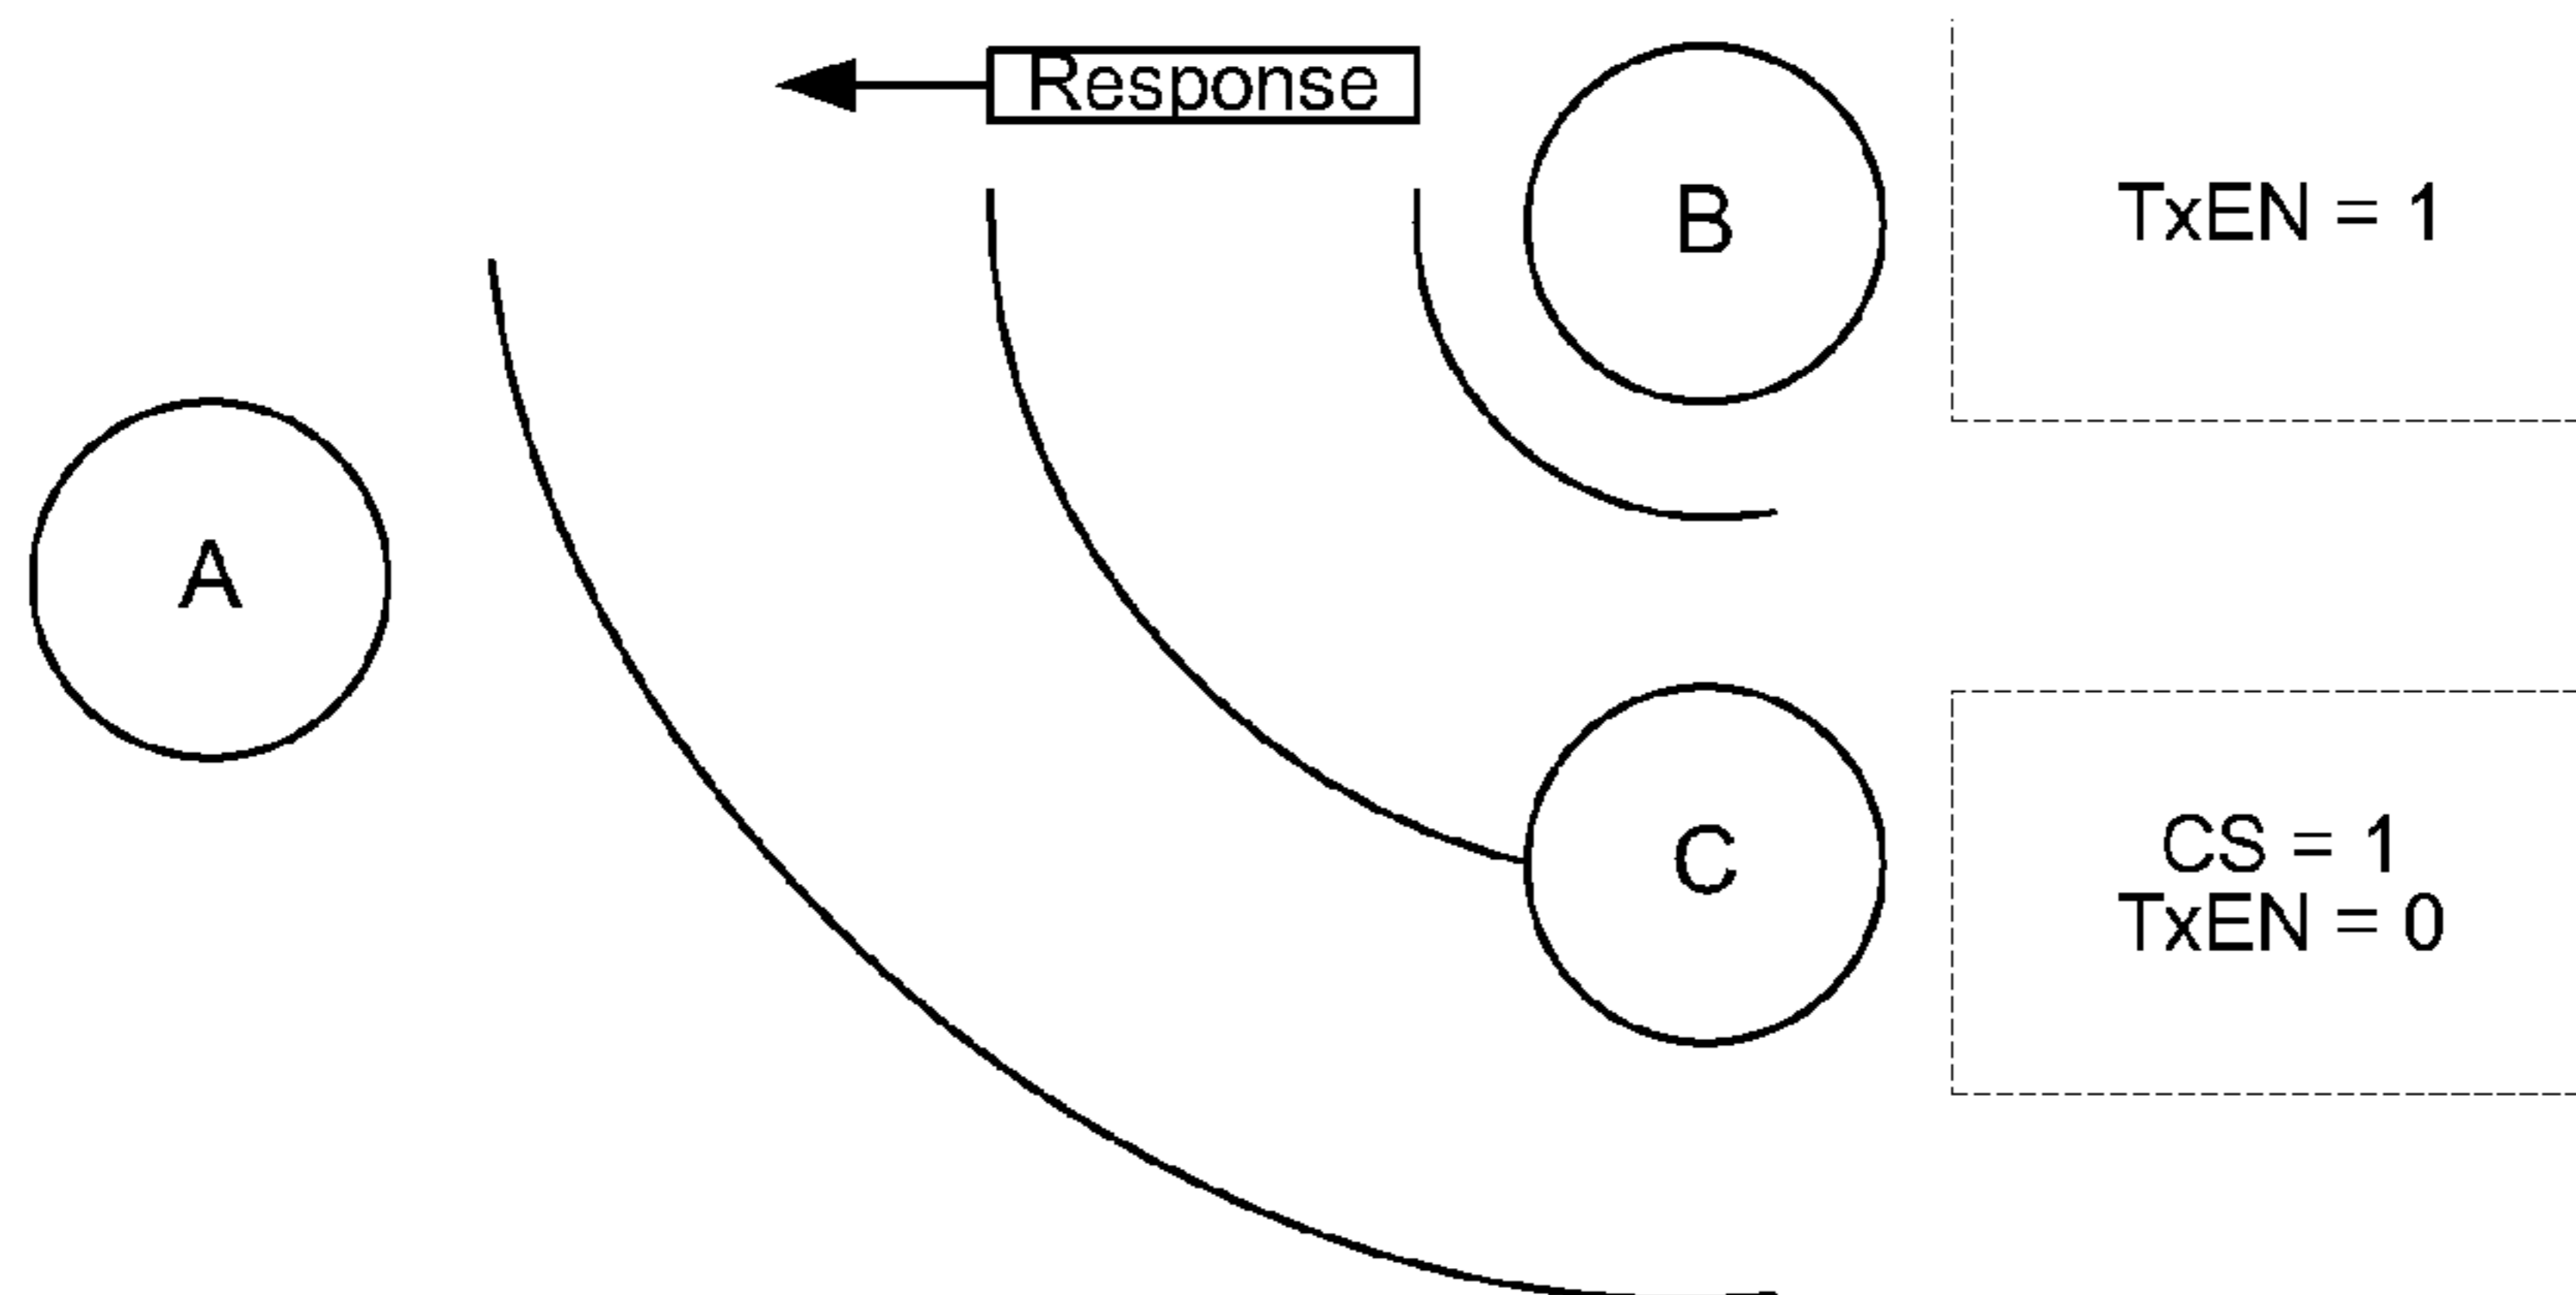 Response
B
TxEN = 1
A
C
CS = 1
TxEN = 0